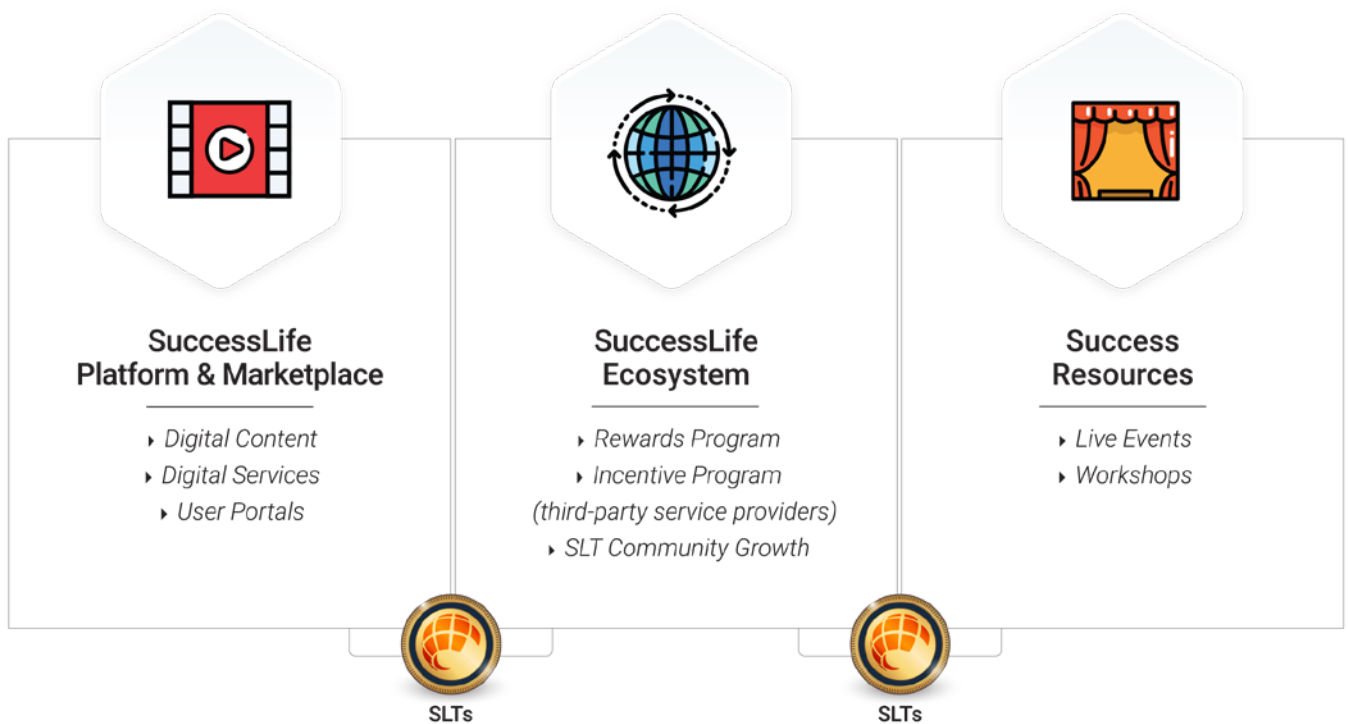 SuccessLife
Platform & Marketplace
‣ Digital Content
‣ Digital Services
‣ User Portals
SuccessLife
Ecosystem
‣ Rewards Program
‣ Incentive Program
(third-party service providers)
‣ SLT Community Growth
Success
Resources
‣ Live Events
‣ Workshops
SLTs
SLTs